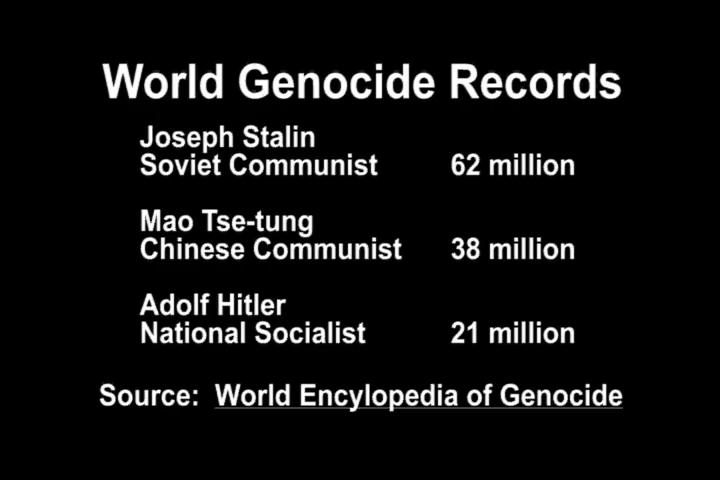 World Genocide Records
Joseph Stalin
Soviet Communist 62 million
Mao Tse-tung
Chinese Communist 38 million
Adolf Hitler
National Socialist 21 million
Source: World Encylopedia of Genocide